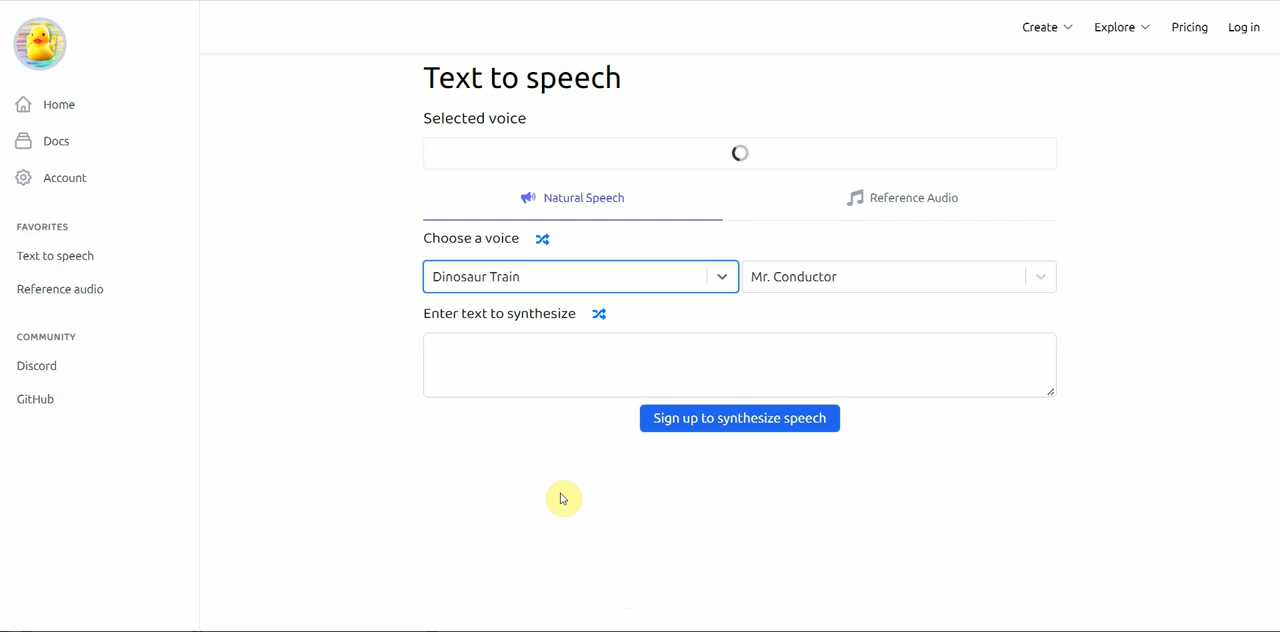 Create
Explore
Pricing
Log in
Home
Docs
Account
FAVORITES
Text to speech
Reference audio
COMMUNITY
Discord
GitHub
Text to speech
Selected voice
Natural Speech
Reference Audio
Choose a voice
Dinosaur Train
Mr. Conductor
Enter text to synthesize
Sign up to synthesize speech